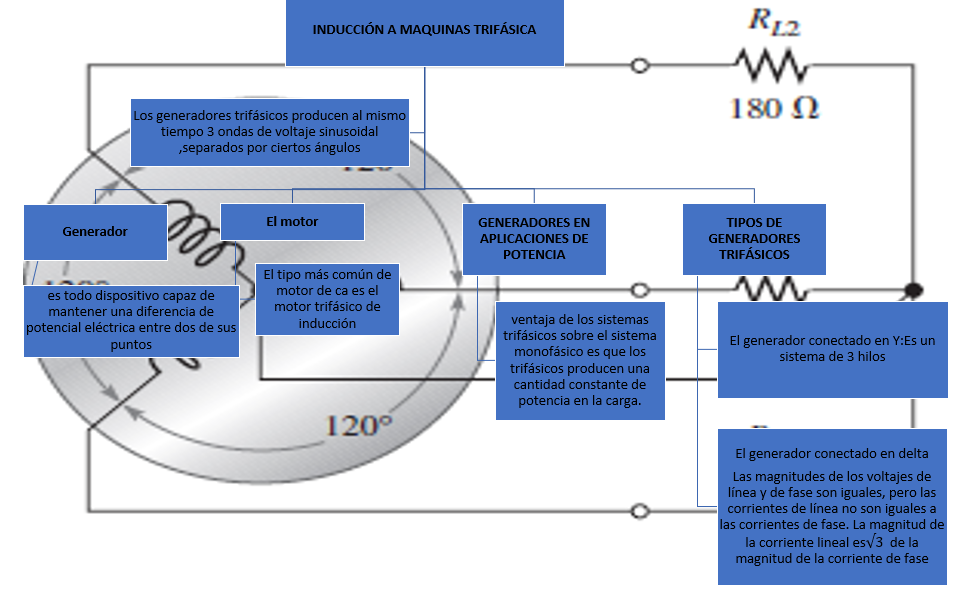 INDUCCIÓN A MAQUINAS TRIFÁSICA
R_L2
180 Ω
Los generadores trifásicos producen al mismo
tiempo 3 ondas de voltaje sinusoidal
,separados por ciertos ángulos
Generador
El motor
GENERADORES EN
APLICACIONES DE
POTENCIA
TIPOS DE
GENERADORES
TRIFÁSICOS
es todo dispositivo capaz de
mantener una diferencia de
potencial eléctrica entre dos de sus
puntos
El tipo más común de
motor de ca es el
motor trifásico de
inducción
ventaja de los sistemas
trifásicos sobre el sistema
monofásico es que los
trifásicos producen una
cantidad constante de
potencia en la carga.
El generador conectado en Y:Es un
sistema de 3 hilos
120°
El generador conectado en delta
Las magnitudes de los voltajes de
línea y de fase son iguales, pero las
corrientes de línea no son iguales a
las corrientes de fase. La magnitud de
la corriente lineal es√3 de la
magnitud de la corriente de fase